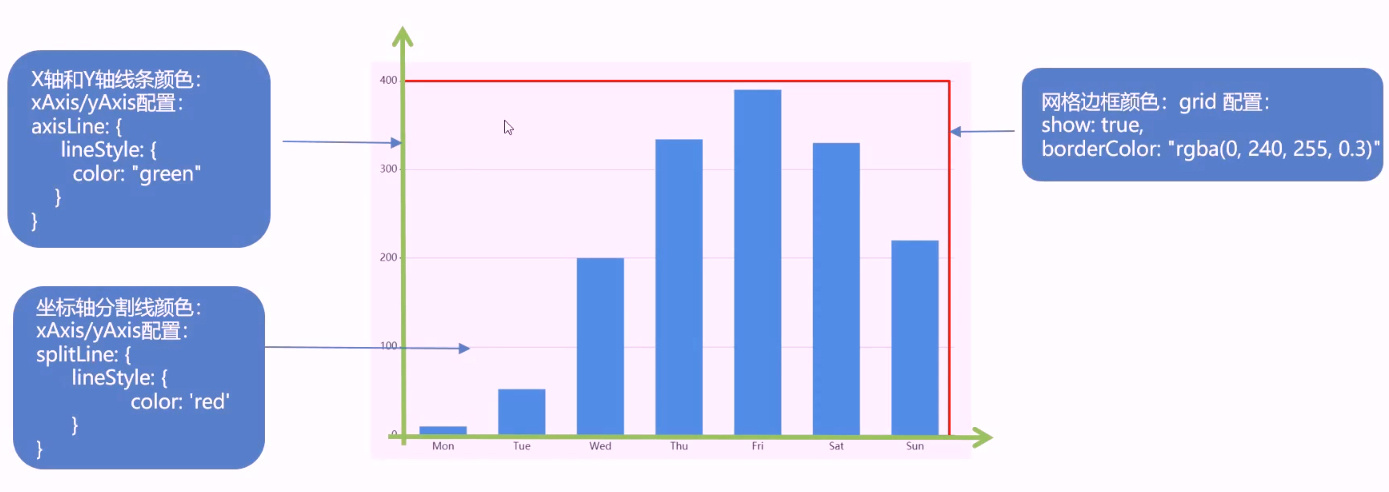 X轴和Y轴线条颜色：
xAxis/yAxis配置：
axisLine: {
lineStyle: {
color: "green"
}
}
坐标轴分割线颜色：
xAxis/yAxis配置：
splitLine: {
lineStyle: {
color: 'red'
}
}
400
300
200
100
0
Mon Tue Wed Thu Fri Sat Sun
网格边框颜色：grid 配置：
show: true,
borderColor: "rgba(0, 240, 255, 0.3)"